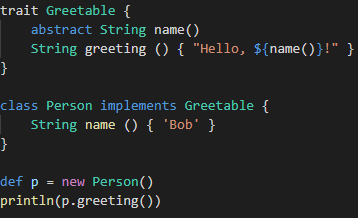 trait Greetable {
    abstract String name()
    String greeting () { "Hello, ${name()}!" }
}

class Person implements Greetable {
    String name () { 'Bob' }
}

def p = new Person()
println(p.greeting())